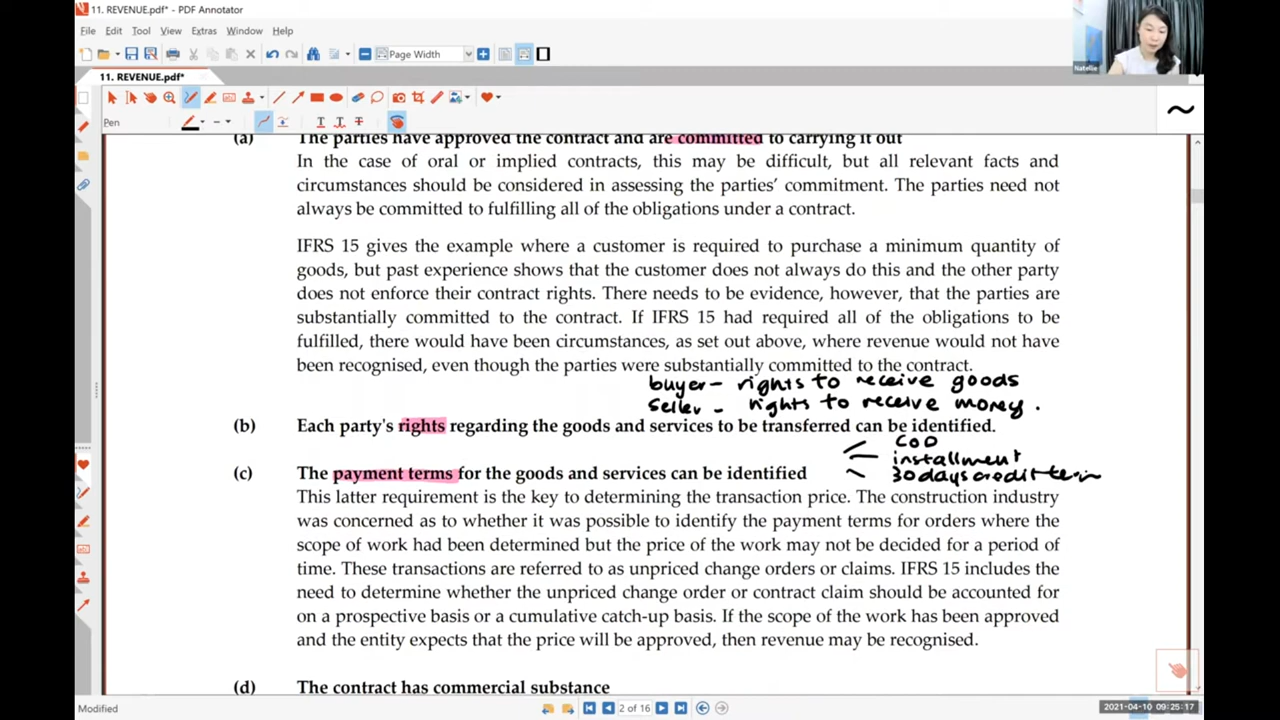 11. REVENUE.pdf* - PDF Annotator
File Edit Tool View Extras Window Help
Page Width
11. REVENUE.pdf*
Pen
Natelie
(a) The parties have approved the contract and are committed to carrying it out
In the case of oral or implied contracts, this may be difficult, but all relevant facts and
circumstances should be considered in assessing the parties' commitment. The parties need not
always be committed to fulfilling all of the obligations under a contract.
IFRS 15 gives the example where a customer is required to purchase a minimum quantity of
goods, but past experience shows that the customer does not always do this and the other party
does not enforce their contract rights. There needs to be evidence, however, that the parties are
substantially committed to the contract. If IFRS 15 had required all of the obligations to be
fulfilled, there would have been circumstances, as set out above, where revenue would not have
been recognised, even though the parties were substantially committed to the contract.
buyer - rights to receive goods
seller - rights to receive money.
(b) Each party's rights regarding the goods and services to be transferred can be identified.
COD
installment
(c) The payment terms for the goods and services can be identified
30 days credit term
This latter requirement is the key to determining the transaction price. The construction industry
was concerned as to whether it was possible to identify the payment terms for orders where the
scope of work had been determined but the price of the work may not be decided for a period of
time. These transactions are referred to as unpriced change orders or claims. IFRS 15 includes the
need to determine whether the unpriced change order or contract claim should be accounted for
on a prospective basis or a cumulative catch-up basis. If the scope of the work has been approved
and the entity expects that the price will be approved, then revenue may be recognised.
(d) The contract has commercial substance
Modified
2 of 16
2021-04-10 09:25:17